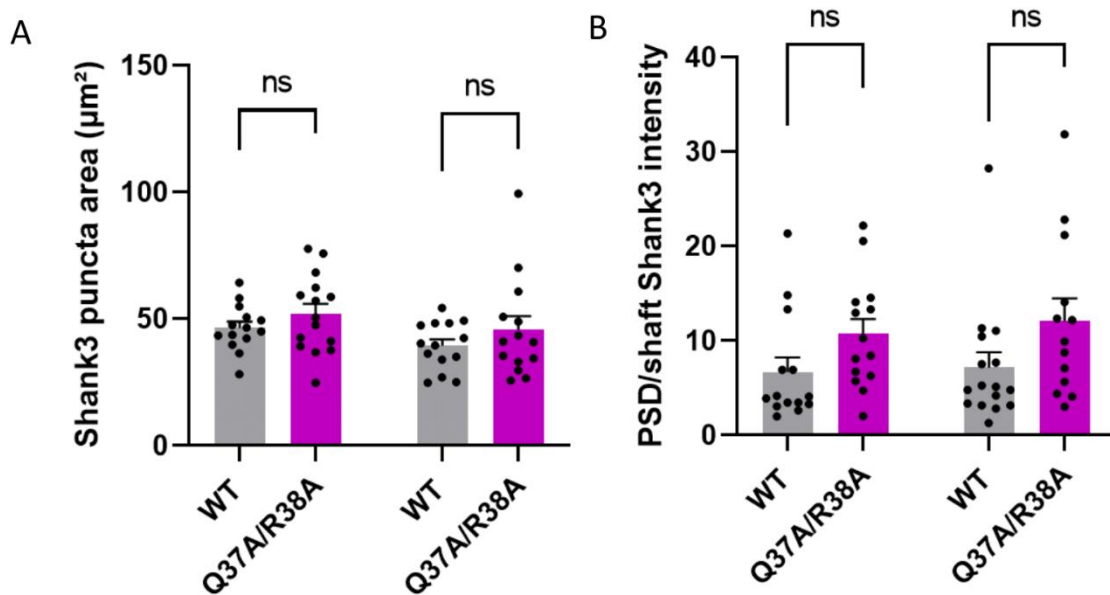 A
Shank3 puncta area (µm²)
150
100
50
0
ns
ns
WT
Q37A/R38A
WT
Q37A/R38A
B
PSD/shaft Shank3 intensity
40
30
20
10
0
ns
ns
WT
Q37A/R38A
WT
Q37A/R38A